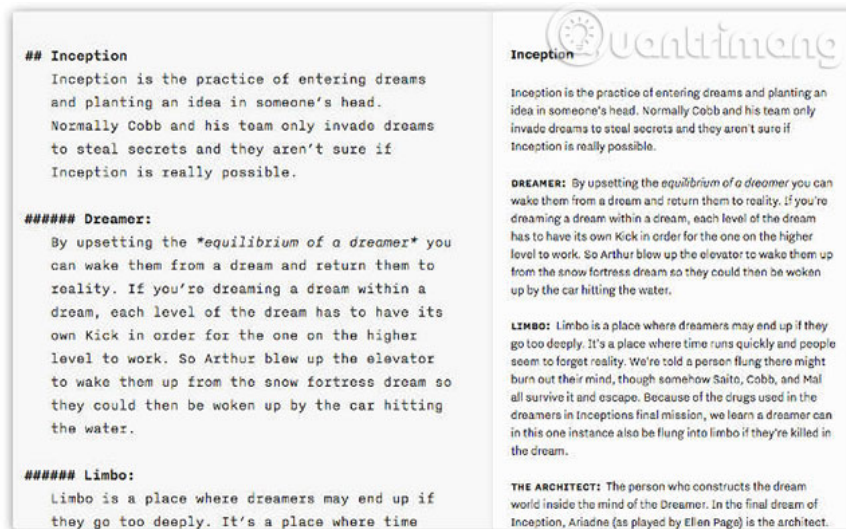 Quantrimang
## Inception
Inception is the practice of entering dreams
and planting an idea in someone's head.
Normally Cobb and his team only invade dreams
to steal secrets and they aren't sure if
Inception is really possible.
###### Dreamer:
By upsetting the *equilibrium of a dreamer* you
can wake them from a dream and return them to
reality. If you're dreaming a dream within a
dream, each level of the dream has to have its
own Kick in order for the one on the higher
level to work. So Arthur blew up the elevator
to wake them up from the snow fortress dream so
they could then be woken up by the car hitting
the water.
###### Limbo:
Limbo is a place where dreamers may end up if
they go too deeply. It's a place where time
Inception
Inception is the practice of entering dreams and planting an
idea in someone's head. Normally Cobb and his team only
invade dreams to steal secrets and they aren't sure if
Inception is really possible.
DREAMER: By upsetting the equilibrium of a dreamer you can
wake them from a dream and return them to reality. If you're
dreaming a dream within a dream, each level of the dream
has to have its own Kick in order for the one on the higher
level to work. So Arthur blew up the elevator to wake them up
from the snow fortress dream so they could then be woken
up by the car hitting the water.
LIMBO: Limbo is a place where dreamers may end up if they
go too deeply. It's a place where time runs quickly and people
seem to forget reality. We're told a person flung there might
burn out their mind, though somehow Saito, Cobb, and Mal
all survive it and escape. Because of the drugs used in the
dreamers in Inceptions final mission, we learn a dreamer can
in this one instance also be flung into limbo if they're killed in
the dream.
THE ARCHITECT: The person who constructs the dream
world inside the mind of the Dreamer. In the final dream of
Inception, Ariadne (as played by Ellen Page) is the architect.